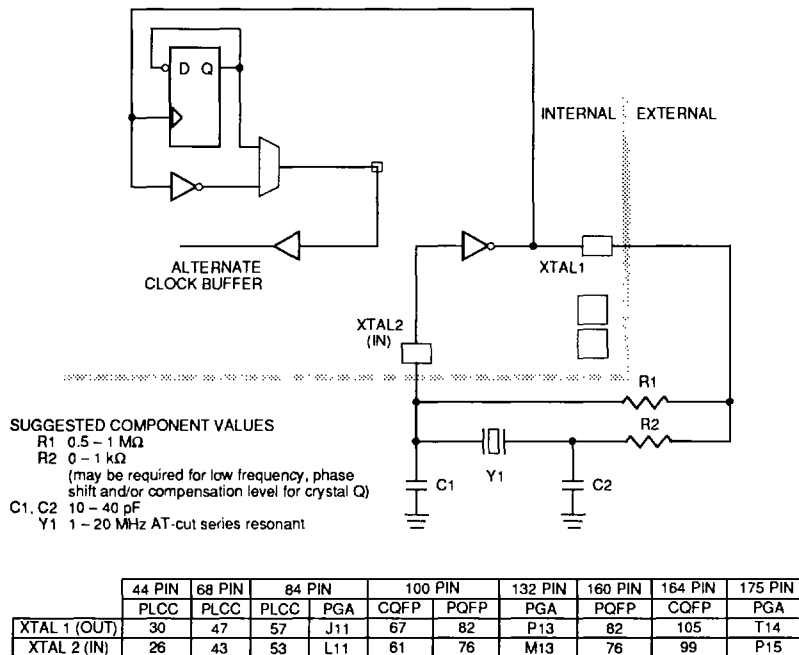 D Q
INTERNAL EXTERNAL
ALTERNATE
CLOCK BUFFER
XTAL1
XTAL2
(IN)
R1
R2
C1
Y1
C2
SUGGESTED COMPONENT VALUES
R1 0.5 – 1 MΩ
R2 0 – 1 kΩ
(may be required for low frequency, phase
shift and/or compensation level for crystal Q)
C1, C2 10 – 40 pF
Y1 1 – 20 MHz AT-cut series resonant
44 PIN 68 PIN 84 PIN 100 PIN 132 PIN 160 PIN 164 PIN 175 PIN
PLCC PLCC PLCC PGA CQFP PQFP PGA PQFP CQFP PGA
XTAL 1 (OUT) 30 47 57 J11 67 82 P13 82 105 T14
XTAL 2 (IN) 26 43 53 L11 61 76 M13 76 99 P15